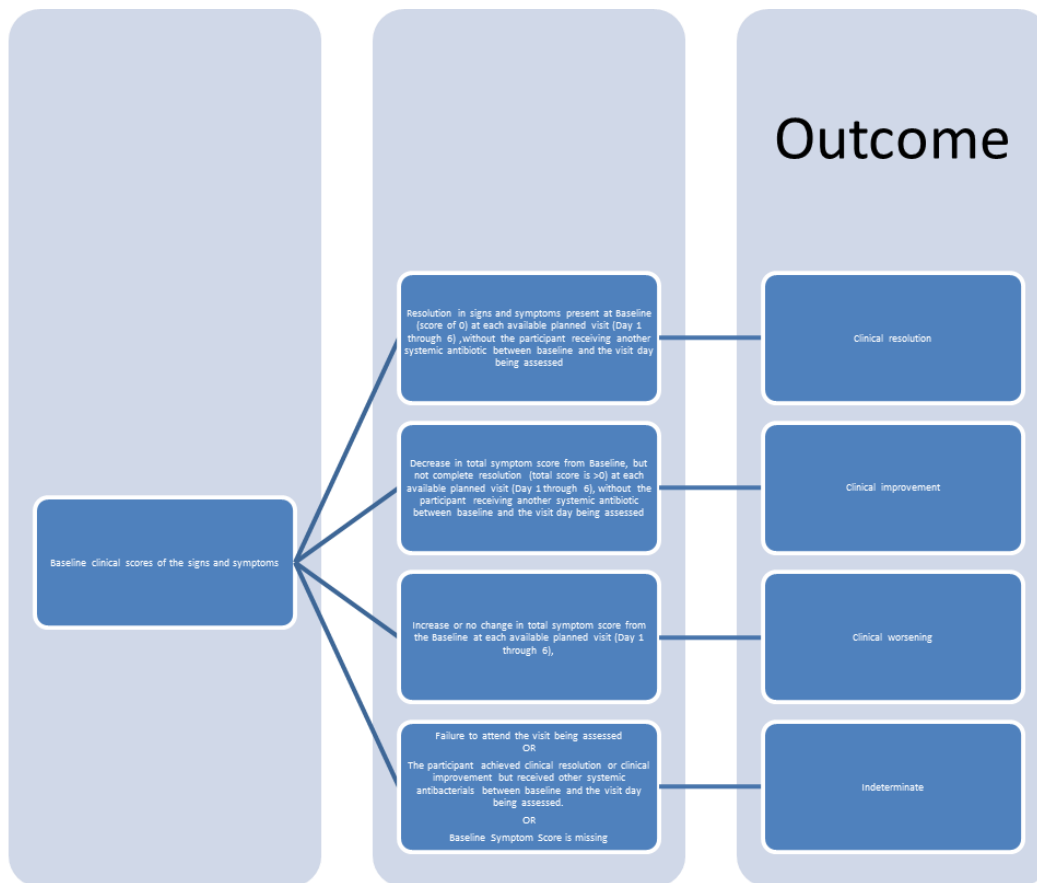 Outcome
Resolution in signs and symptoms present at Baseline
(score of 0) at each available planned visit (Day 1
through 6) ,without the participant receiving another
systemic antibiotic between baseline and the visit day
being assessed
Clinical resolution
Decrease in total symptom score from Baseline, but
not complete resolution (total score is >0) at each
available planned visit (Day 1 through 6), without the
participant receiving another systemic antibiotic
between baseline and the visit day being assessed
Clinical improvement
Baseline clinical scores of the signs and symptoms
Increase or no change in total symptom score from
the Baseline at each available planned visit (Day 1
through 6),
Clinical worsening
Failure to attend the visit being assessed
OR
The participant achieved clinical resolution or clinical
improvement but received other systemic
antibacterials between baseline and the visit day
being assessed.
OR
Baseline Symptom Score is missing
Indeterminate